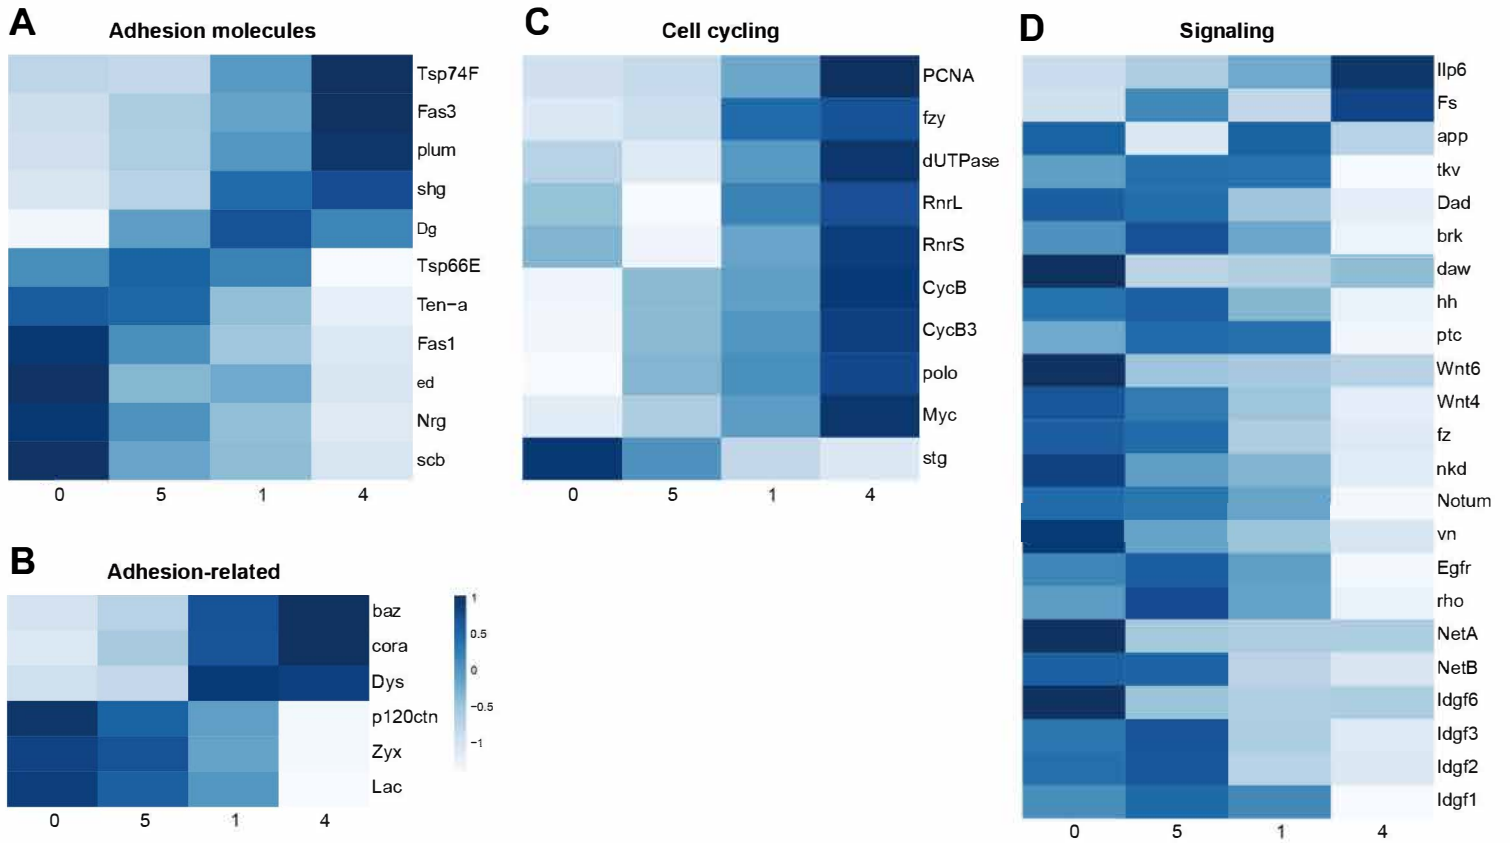 A
Adhesion molecules
Tsp74F
Fas3
plum
shg
Dg
Tsp66E
Ten−a
Fas1
ed
Nrg
scb
0 5 1 4
B
Adhesion-related
baz
cora
Dys
p120ctn
Zyx
Lac
0 5 1 4
1
0.5
0
−0.5
−1
C
Cell cycling
PCNA
fzy
dUTPase
RnrL
RnrS
CycB
CycB3
polo
Myc
stg
0 5 1 4
D
Signaling
Ilp6
Fs
app
tkv
Dad
brk
daw
hh
ptc
Wnt6
Wnt4
fz
nkd
Notum
vn
Egfr
rho
NetA
NetB
Idgf6
Idgf3
Idgf2
Idgf1
0 5 1 4